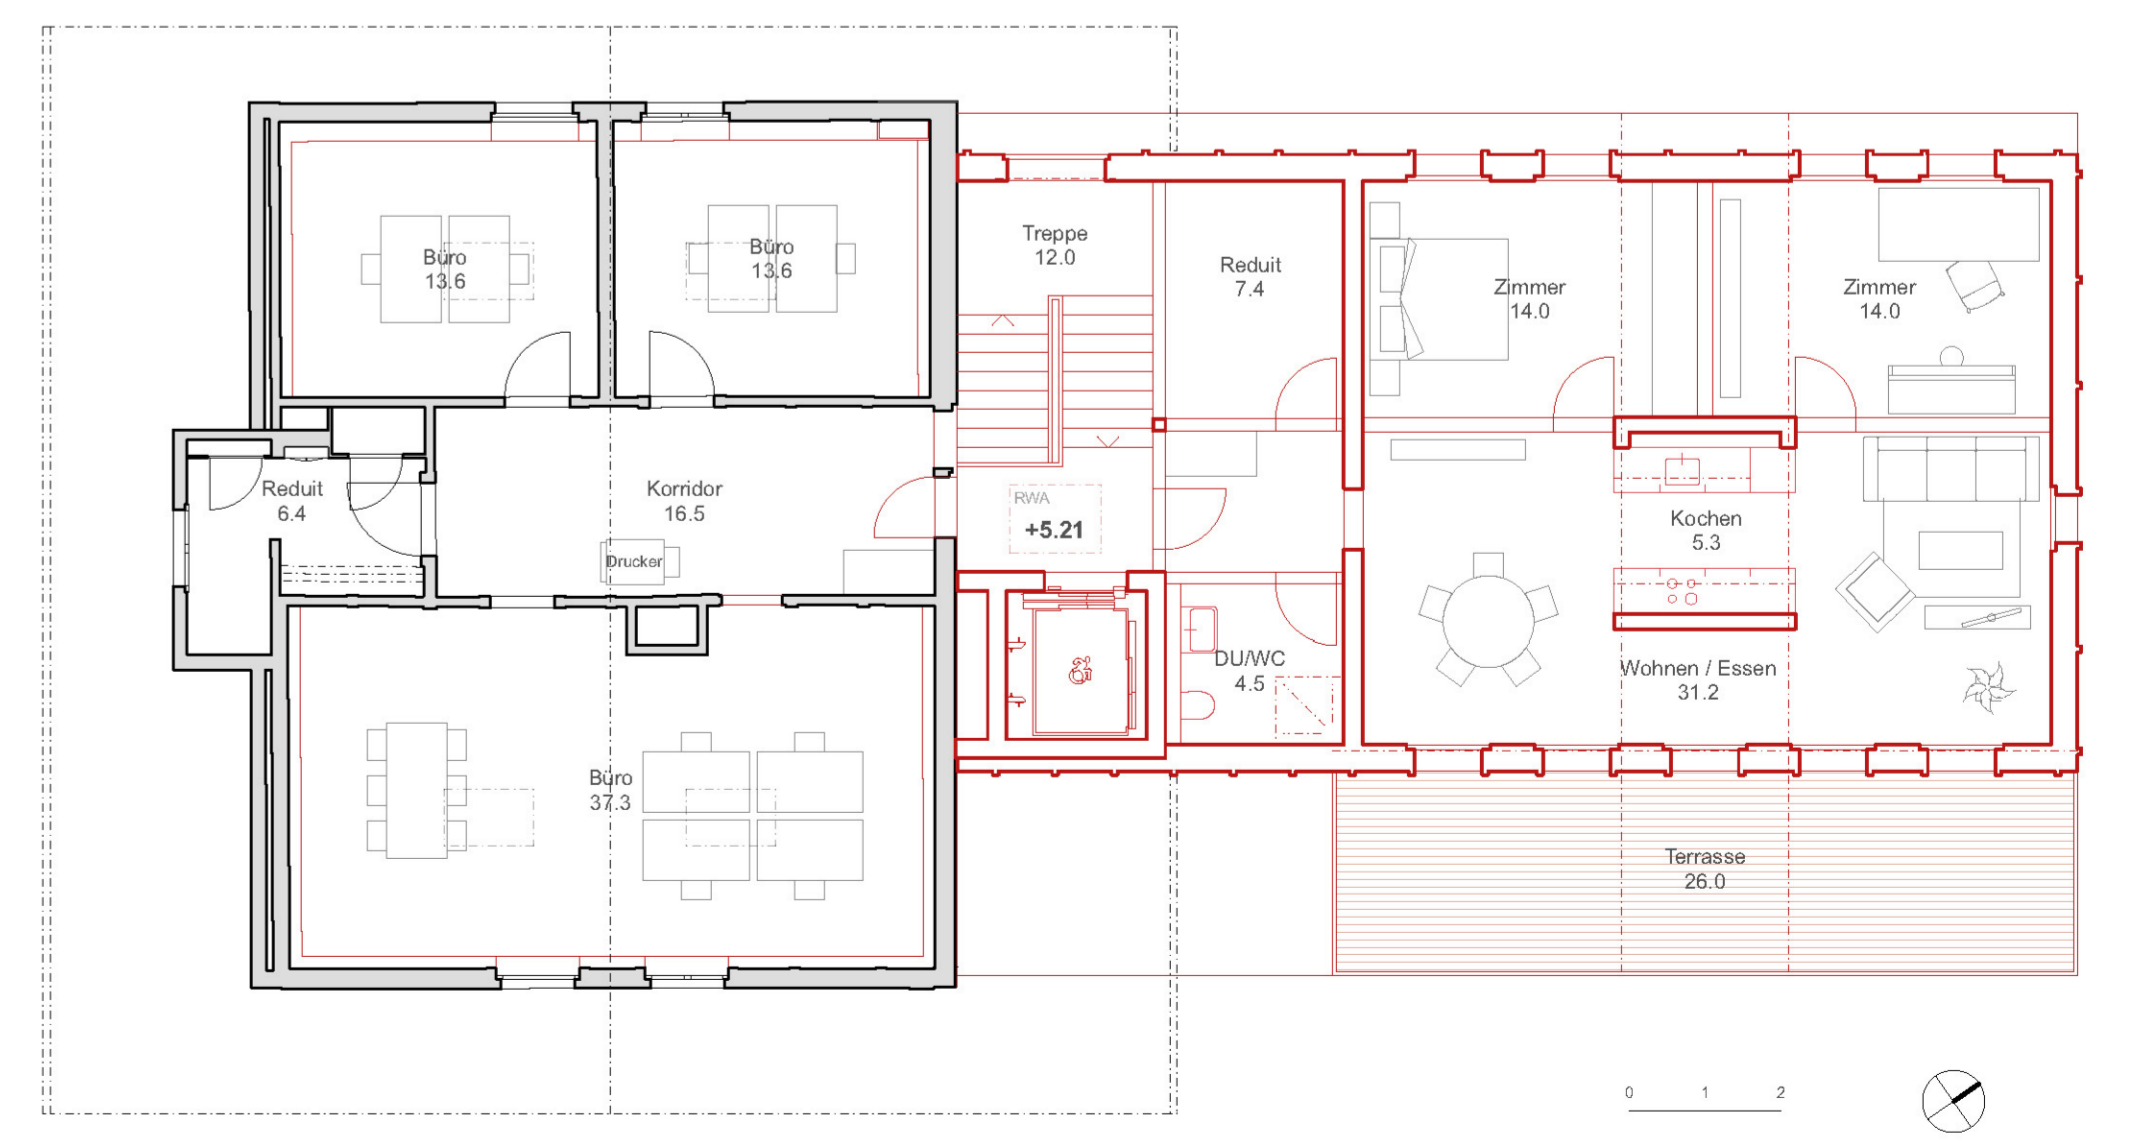 Büro
13.6
Büro
13.6
Treppe
12.0
Reduit
7.4
Zimmer
14.0
Zimmer
14.0
Reduit
6.4
Korridor
16.5
Drucker
RWA
+5.21
Kochen
5.3
DU/WC
4.5
Wohnen / Essen
31.2
Büro
37.3
Terrasse
26.0
0 1 2